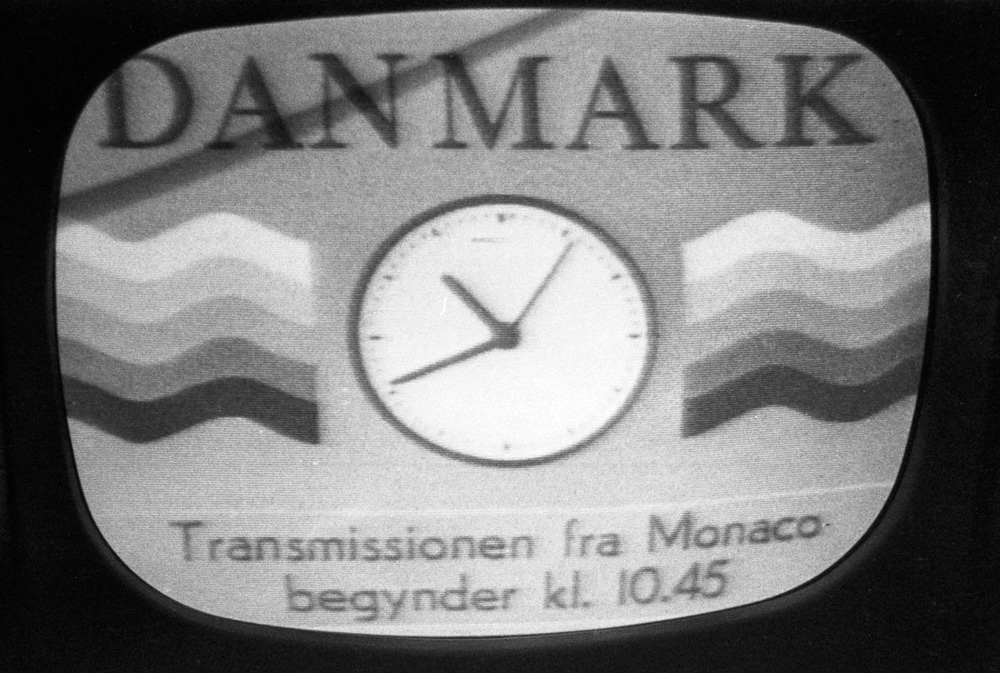 DANMARK
Transmissionen fra Monaco
begynder kl. 10.45